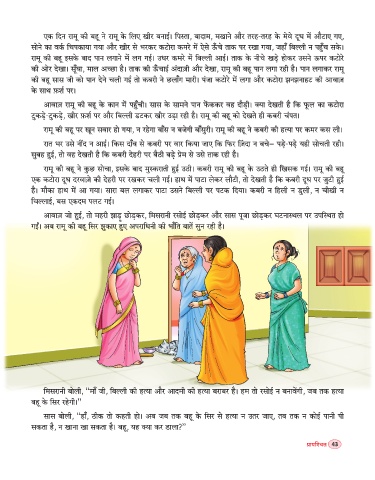 एक दिन रामू की बहू ने रामू के लिए खीर बनाई। पिस्ता, बादाम, मखाने और तरह-तरह के मेवे दूध में औटाए गए,
सोने का वर्क चिपकाया गया और खीर से भरकर कटोरा कमरे में ऐसे ऊँचे ताक पर रखा गया, जहाँ बिल्ली न पहुँच सके।
रामू की बहू इसके बाद पान लगाने में लग गई। उधर कमरे में बिल्ली आई। ताक के नीचे खड़े होकर उसने ऊपर कटोरे
की ओर देखा। सूँघा, माल अच्छा है। ताक की ऊँचाई अंदाज़ी और देखा, रामू की बहू पान लगा रही है। पान लगाकर रामू
की बहू सास जी को पान देने चली गई तो कबरी ने छलाँग मारी। पंजा कटोरे में लगा और कटोरा झनझनाहट की आवाज़
के साथ फ़र्श पर।
आवाज़ रामू की बहू के कान में पहुँची। सास के सामने पान फेंककर वह दौड़ी। क्या देखती है कि फूल का कटोरा
टुकड़े-टुकड़े, खीर फ़र्श पर और बिल्ली डटकर खीर उड़ा रही है। रामू की बहू को देखते ही कबरी चंपत।
रामू की बहू पर खून सवार हो गया, न रहेगा बाँस न बजेगी बाँसुरी। रामू की बहू ने कबरी की हत्या पर कमर कस ली।
रात भर उसे नींद न आई। किस दाँव से कबरी पर वार किया जाए कि फिर ज़िंदा न बचे– पड़े-पड़े यही सोचती रही।
सुबह हुई, तो वह देखती है कि कबरी देहरी पर बैठी बड़े प्रेम से उसे ताक रही है।
रामू की बहू ने कुछ सोचा, इसके बाद मुस्कराती हुई उठी। कबरी रामू की बहू के उठते ही खिसक गई। रामू की बहू
एक कटोरा दूध दरवाज़े की देहरी पर रखकर चली गई। हाथ में पाटा लेकर लौटी, तो देखती है कि कबरी दूध पर जुटी हुई
है। मौका हाथ में आ गया। सारा बल लगाकर पाटा उसने बिल्ली पर पटक दिया। कबरी न हिली न डुली, न चीखी न
चिल्लाई, बस एकदम पलट गई।
आवाज़ जो हुई, तो महरी झाड़ू छोड़कर, मिसरानी रसोई छोड़कर और सास पूजा छोड़कर घटनास्थल पर उपस्थित हो
गईं। अब रामू की बहू सिर झुकाए हुए अपराधिनी की भाँति बातें सुन रही है।
मिसरानी बोली, “माँ जी, बिल्ली की हत्या और आदमी की हत्या बराबर है। हम तो रसोई न बनावेंगी, जब तक हत्या
बहू के सिर रहेगी।”
सास बोली, “हाँ, ठीक तो कहती हो। अब जब तक बहू के सिर से हत्या न उतर जाए, तब तक न कोई पानी पी
सकता है, न खाना खा सकता है। बहू, यह क्या कर डाला?”
प्रायश्चित 43